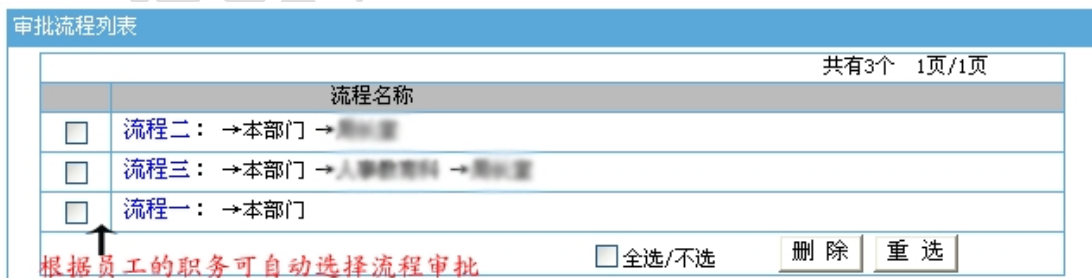 审批流程列表
共有3个 1页/1页
流程名称
流程二： →本部门 →
流程三： →本部门 → →
流程一： →本部门
根据员工的职务可自动选择流程审批
全选/不选 删 除 重 选